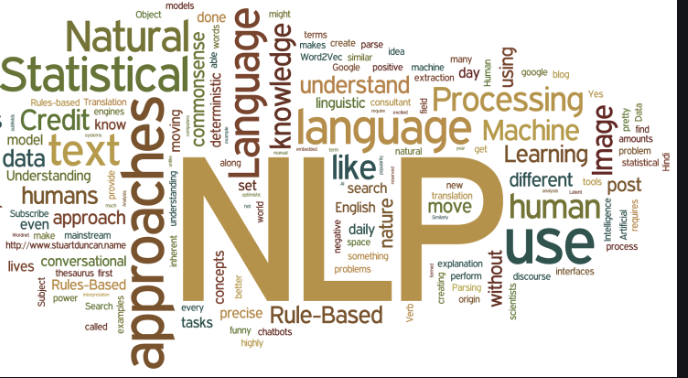 models
Object
done
might
Natural
Language
knowledge
terms
makes create parse
idea
Word2Vec similar
many
Human
using
Statistical
commonsense
able words
deterministic
Google positive machine
extraction day
google blog
understand
Rules-based Translation
linguistic consultant
field
Processing
Yes
engines
Credit know
approaches
moving
language
Machine
Image
pretty Data
find
amounts
model
data text
natural
get
Learning
problem
statistical Hindi
Understanding
provide
understanding
along
like
different tools post
humans
set
search
new
translation
human
Subscribe
even approach
world
English nature
move
Similarly
Intelligence
Artificial
requires
Wordnet make mainstream
NLP
negative daily
space
use
process
http://www.stuartduncan.name
inherent
something
problems
explanation
without
discourse interfaces
lives conversational
concepts
perform
thesaurus first
creating Parsing
origin
scientists
Subject Rules-Based
better
power Interpretation
Search examples
every
precise Rule-Based
Verb
called
tasks
funny chatbots
highly